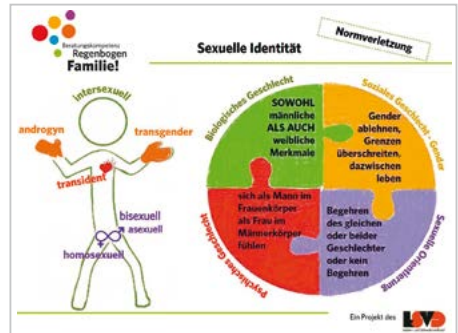 Beratungskompetenz
Regenbogen
Familie!
Sexuelle Identität
Normverletzung
intersexuell
androgyn
transgender
transident
bisexuell
asexuell
homosexuell
Biologisches Geschlecht
SOWOHL
männliche
ALS AUCH
weibliche
Merkmale
Soziales Geschlecht - Gender
Gender
ablehnen,
Grenzen
überschreiten,
dazwischen
leben
Psychisches Geschlecht
sich als Mann im
Frauenkörper
als Frau im
Männerkörper
fühlen
Sexuelle Orientierung
Begehren
des gleichen
oder beider
Geschlechter
oder kein
Begehren
Ein Projekt des
LSVD